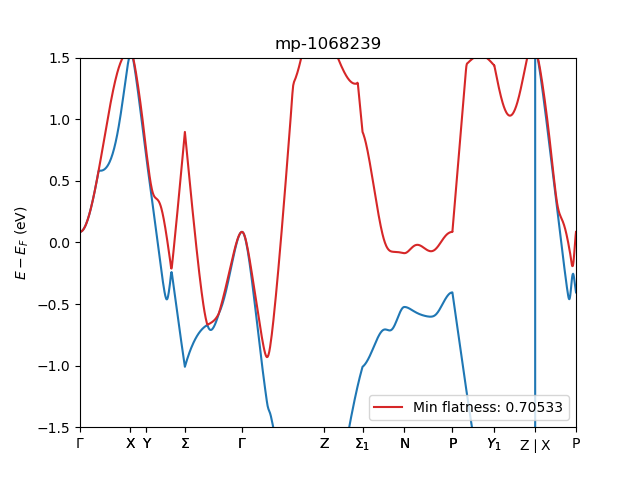 mp-1068239
E − E_F (eV)
1.5
1.0
0.5
0.0
−0.5
−1.0
−1.5
Min flatness: 0.70533
Γ X Y Σ Γ Z Σ₁ N P Y₁ Z | X P